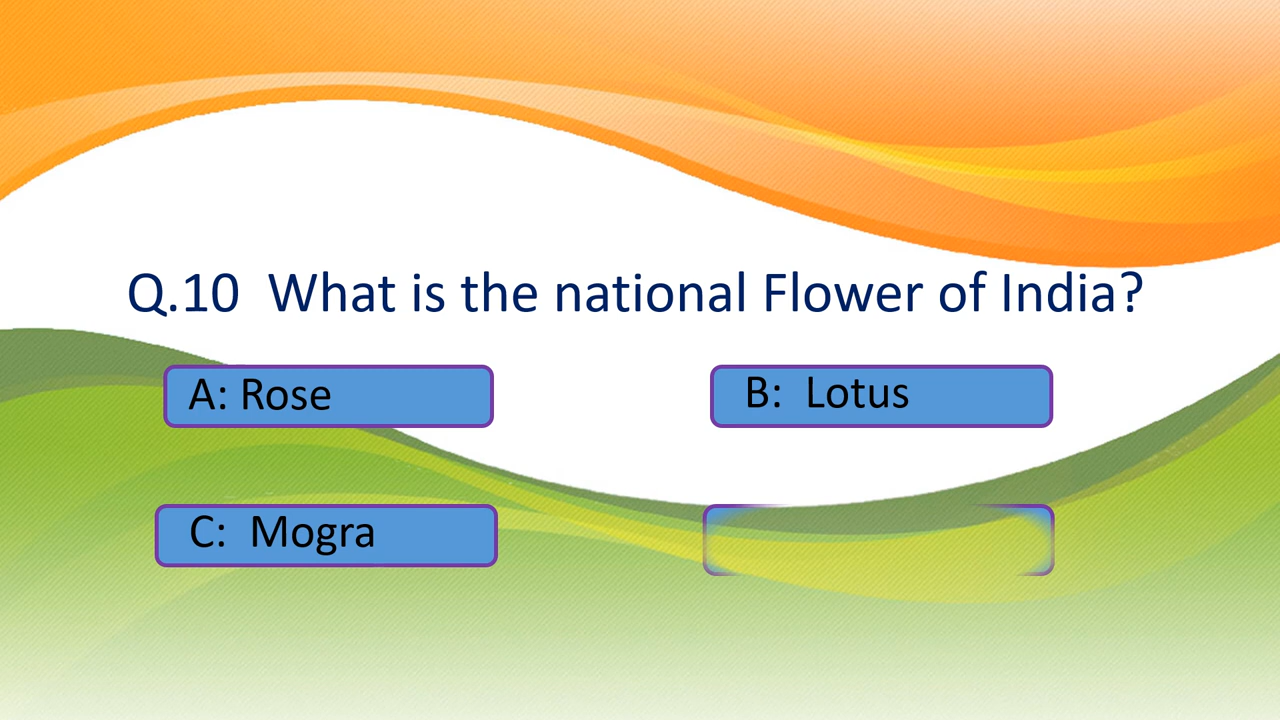 Q.10  What is the national Flower of India?
A: Rose
B:  Lotus
C:  Mogra